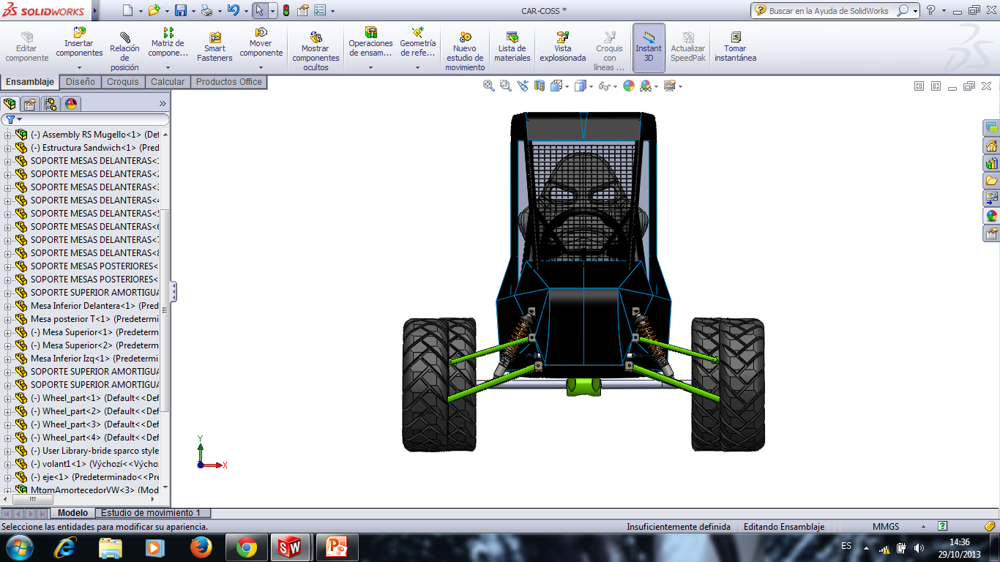 SOLIDWORKS
CAR-COSS *
Buscar en la Ayuda de SolidWorks
Editar componente
Insertar componentes
Relación de posición
Matriz de compone...
Smart Fasteners
Mover componente
Mostrar componentes ocultos
Operaciones de ensam...
Geometría de refe...
Nuevo estudio de movimiento
Lista de materiales
Vista explosionada
Croquis con líneas ...
Instant 3D
Actualizar SpeedPak
Tomar instantánea
Ensamblaje Diseño Croquis Calcular Productos Office
(-) Assembly RS Mugello<1> (Def
(-) Estructura Sandwich<1> (Pred
SOPORTE MESAS DELANTERAS<1
SOPORTE MESAS DELANTERAS<2
SOPORTE MESAS DELANTERAS<3
SOPORTE MESAS DELANTERAS<4
SOPORTE MESAS DELANTERAS<5
SOPORTE MESAS DELANTERAS<6
SOPORTE MESAS DELANTERAS<7
SOPORTE MESAS DELANTERAS<8
SOPORTE MESAS POSTERIORES<
SOPORTE MESAS POSTERIORES<
SOPORTE SUPERIOR AMORTIGUA
Mesa Inferior Delantera<1> (Pred
Mesa posterior T<1> (Predetermi
(-) Mesa Superior<1> (Predeterm
(-) Mesa Superior<2> (Predeterm
Mesa Inferior Izq<1> (Predetermi
SOPORTE SUPERIOR AMORTIGUA
SOPORTE SUPERIOR AMORTIGUA
(-) Wheel_part<1> (Default<<Def
(-) Wheel_part<2> (Default<<Def
(-) Wheel_part<3> (Default<<Def
(-) Wheel_part<4> (Default<<Def
(-) User Library-bride sparco style
(-) volant1<1> (Výchozí<<Výcho
(-) eje<1> (Predeterminado<<Pre
MtgmAmortecedorVW<3> (Mod
Y
X
Modelo Estudio de movimiento 1
Seleccione las entidades para modificar su apariencia.
Insuficientemente definida Editando Ensamblaje MMGS
ES
14:36
29/10/2013